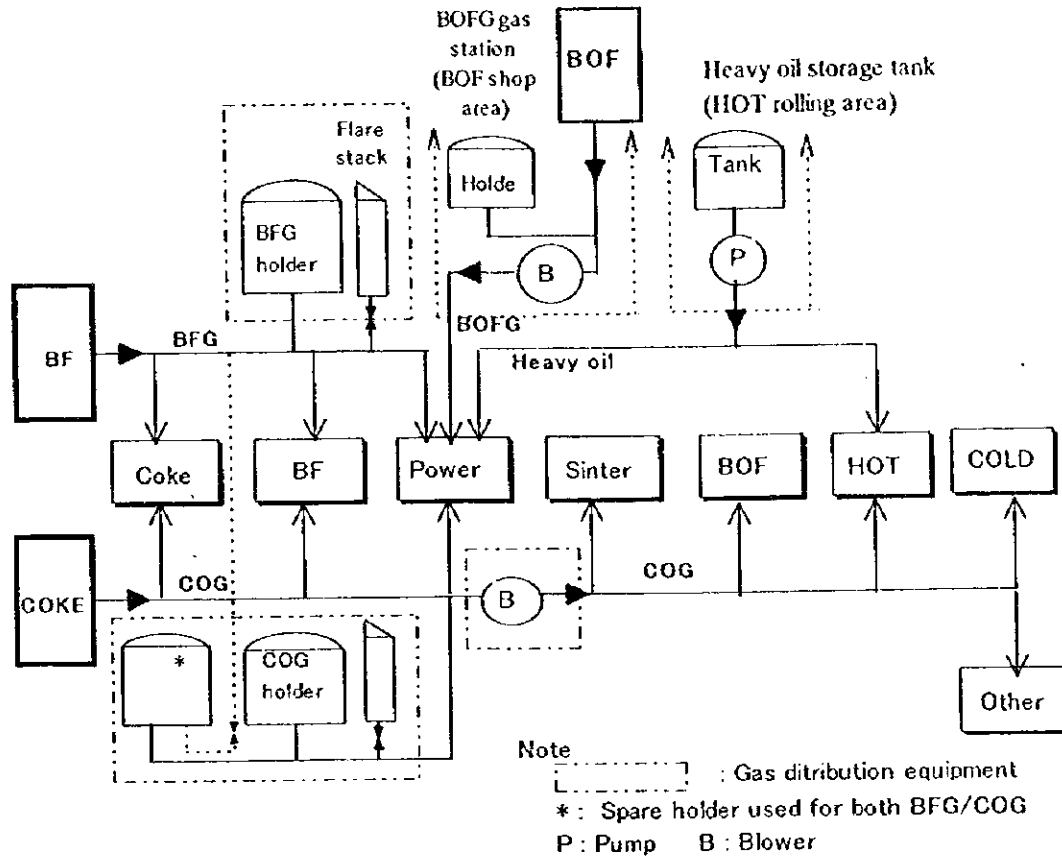 BOFG gas
station
(BOF shop
area)
BOF
Heavy oil storage tank
(HOT rolling area)
Flare
stack
Holde
Tank
BFG
holder
B
P
BOFG
BF
BFG
Heavy oil
Coke
BF
Power
Sinter
BOF
HOT
COLD
COKE
COG
B
COG
*
COG
holder
Other
Note
: Gas ditribution equipment
* : Spare holder used for both BFG/COG
P : Pump B : Blower